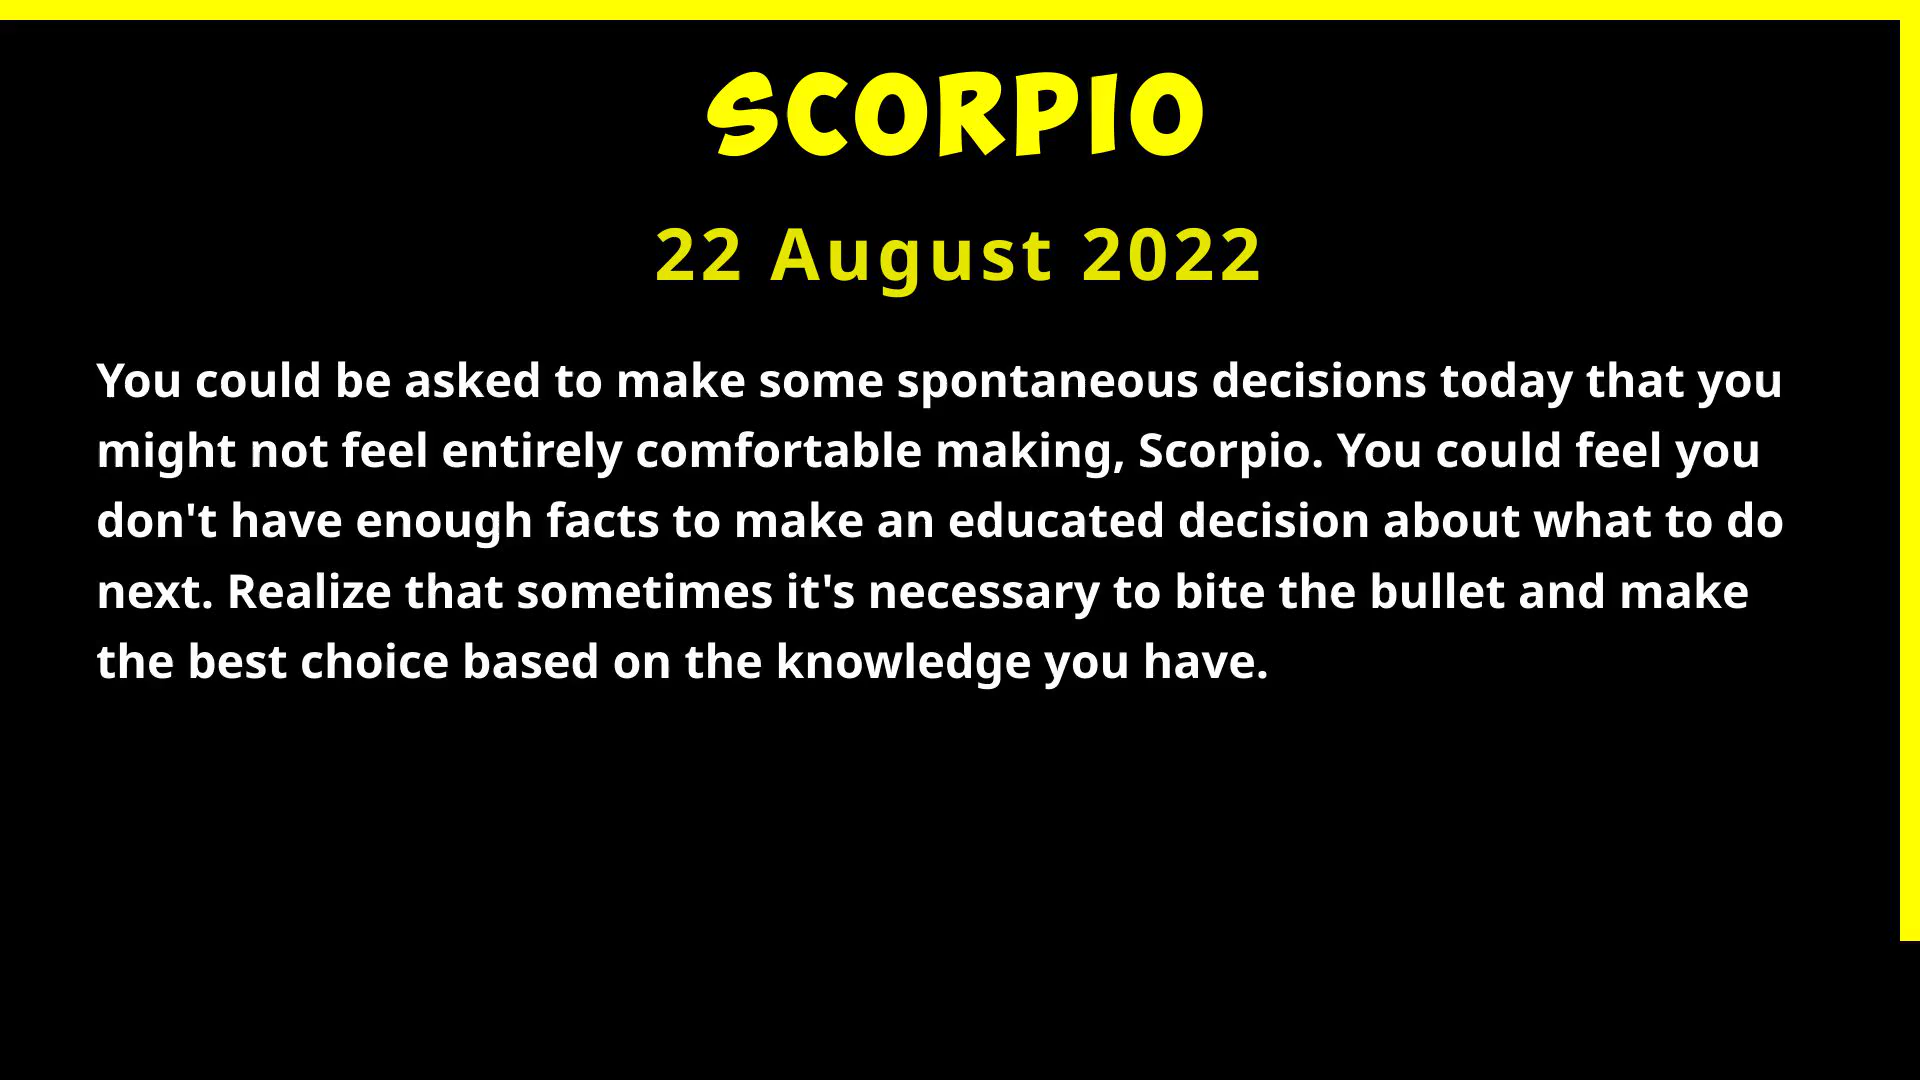 SCORPIO
22 August 2022
You could be asked to make some spontaneous decisions today that you
might not feel entirely comfortable making, Scorpio. You could feel you
don't have enough facts to make an educated decision about what to do
next. Realize that sometimes it's necessary to bite the bullet and make
the best choice based on the knowledge you have.